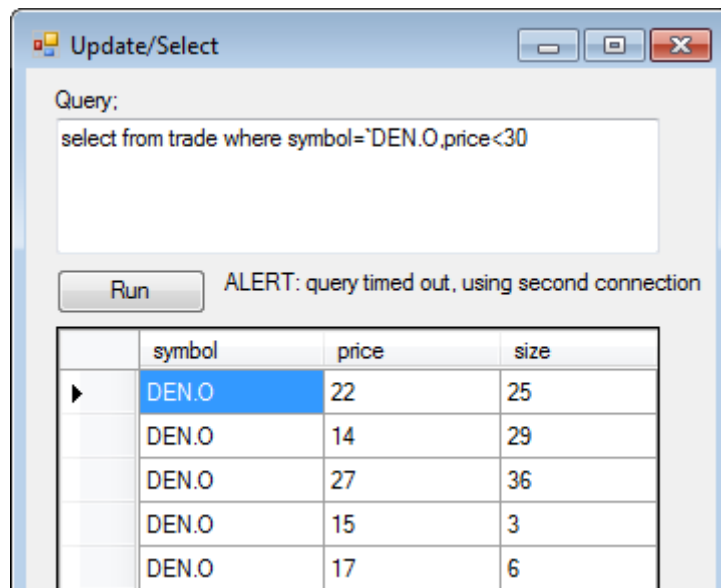 Update/Select
Query;
select from trade where symbol=`DEN.O,price<30
Run ALERT: query timed out, using second connection
symbol price size
DEN.O 22 25
DEN.O 14 29
DEN.O 27 36
DEN.O 15 3
DEN.O 17 6